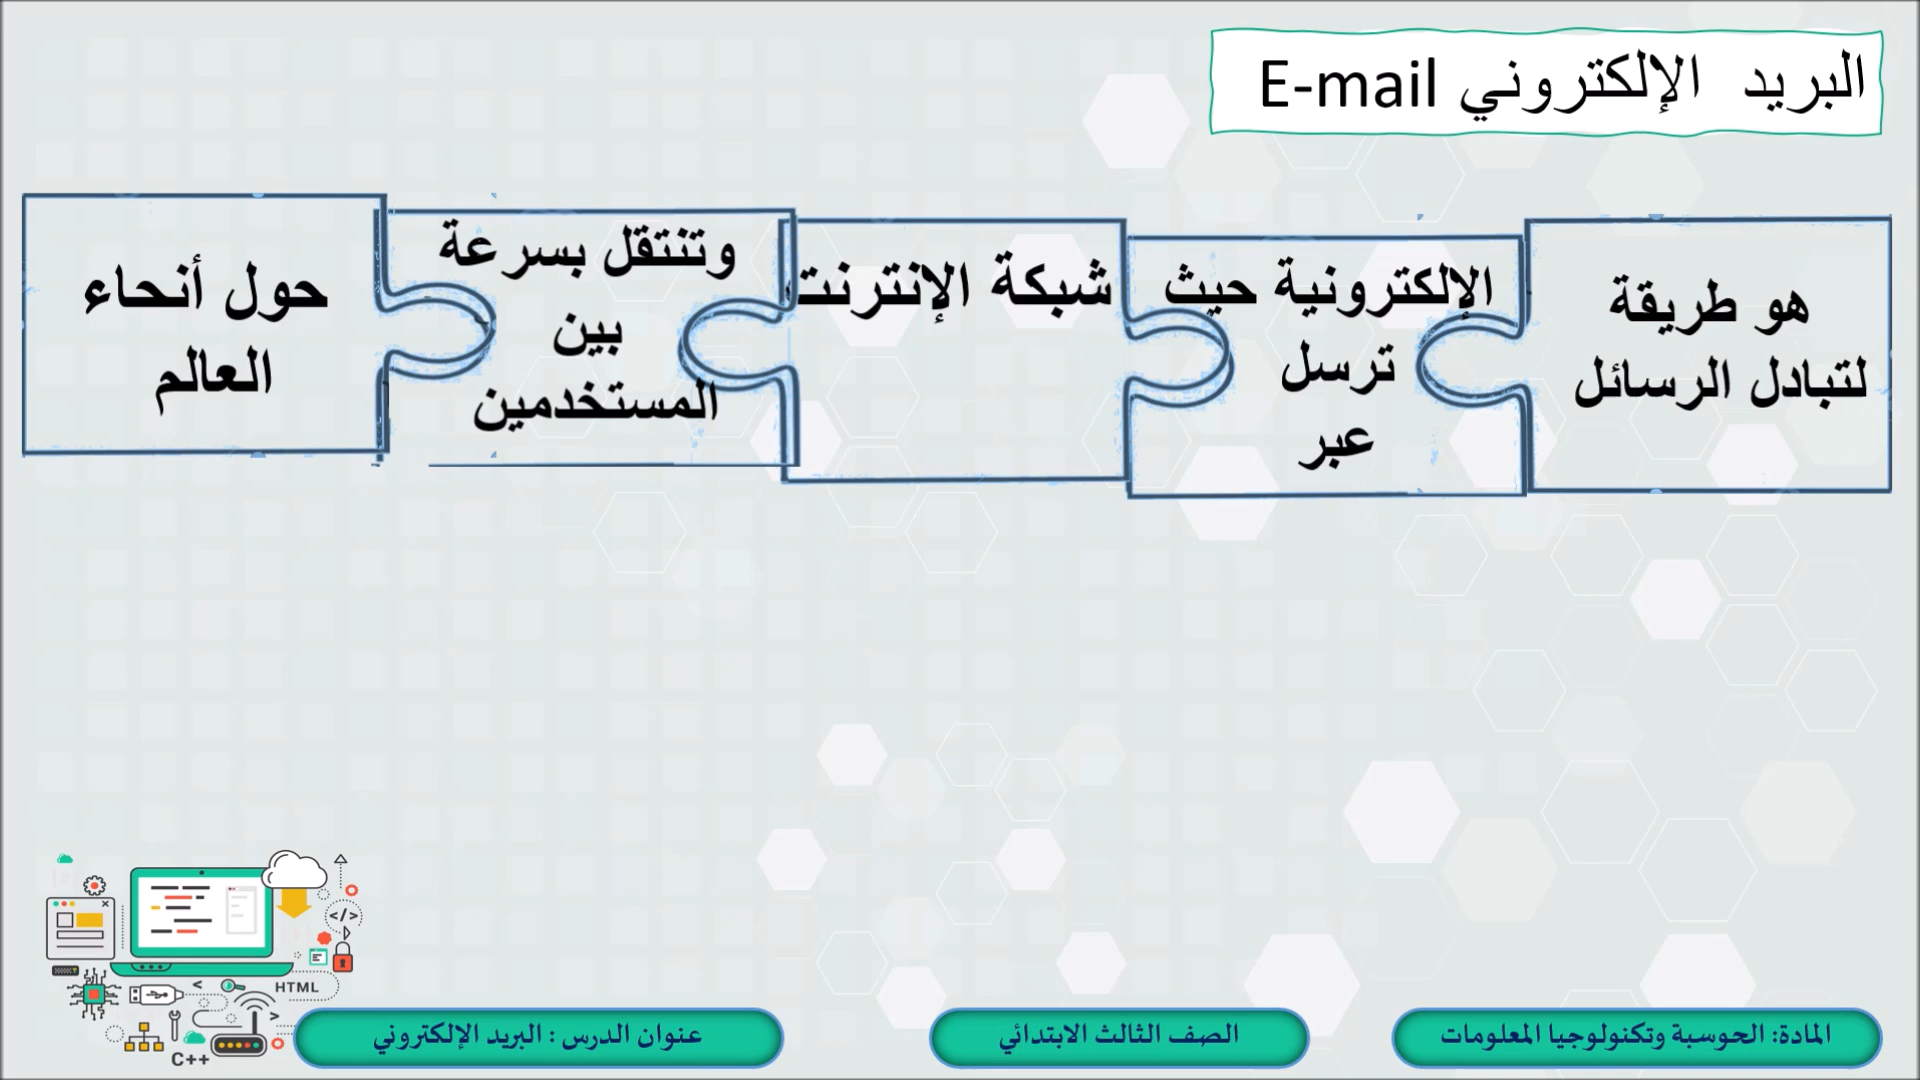 البريد الإلكتروني E-mail
هو طريقة
لتبادل الرسائل
الإلكترونية حيث
ترسل
عبر
شبكة الإنترنت
وتنتقل بسرعة
بين
المستخدمين
حول أنحاء
العالم
HTML
</>
C++
المادة: الحوسبة وتكنولوجيا المعلومات
الصف الثالث الابتدائي
عنوان الدرس : البريد الإلكتروني